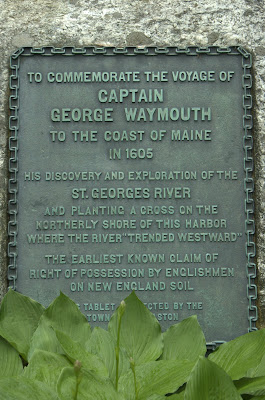 TO COMMEMORATE THE VOYAGE OF
CAPTAIN
GEORGE WAYMOUTH
TO THE COAST OF MAINE
IN 1605
HIS DISCOVERY AND EXPLORATION OF THE
ST. GEORGES RIVER
AND PLANTING A CROSS ON THE
NORTHERLY SHORE OF THIS HARBOR
WHERE THE RIVER "TRENDED WESTWARD"
THE EARLIEST KNOWN CLAIM OF
RIGHT OF POSSESSION BY ENGLISHMEN
ON NEW ENGLAND SOIL
TABLET ECTED BY THE
TOWN STON